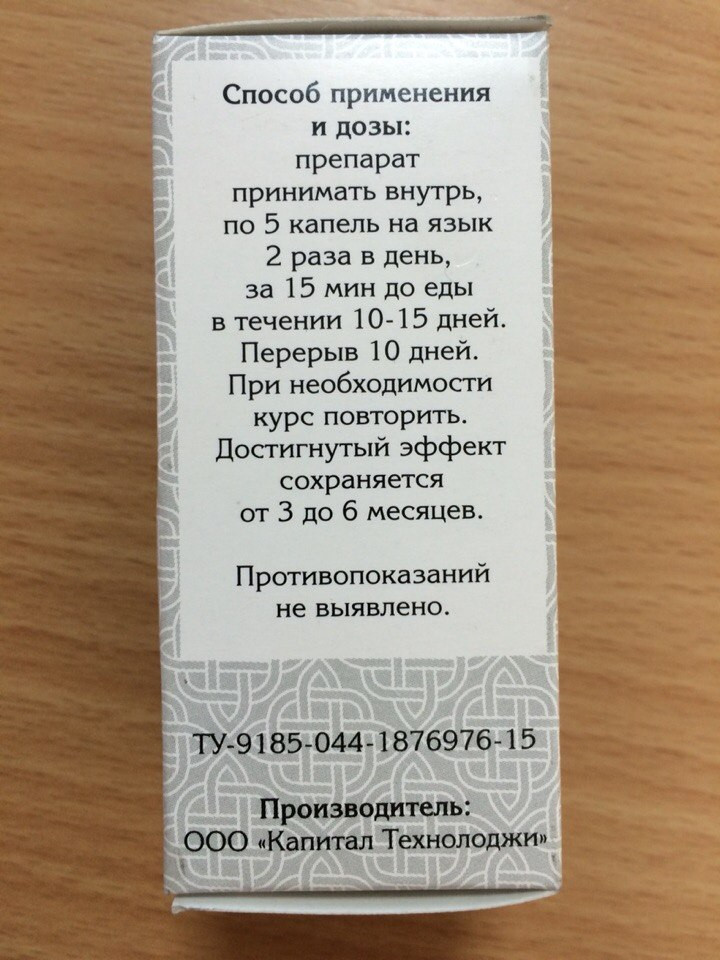 Способ применения
и дозы:
препарат
принимать внутрь,
по 5 капель на язык
2 раза в день,
за 15 мин до еды
в течении 10-15 дней.
Перерыв 10 дней.
При необходимости
курс повторить.
Достигнутый эффект
сохраняется
от 3 до 6 месяцев.
Противопоказаний
не выявлено.
ТУ-9185-044-1876976-15
Производитель:
ООО «Капитал Технолоджи»